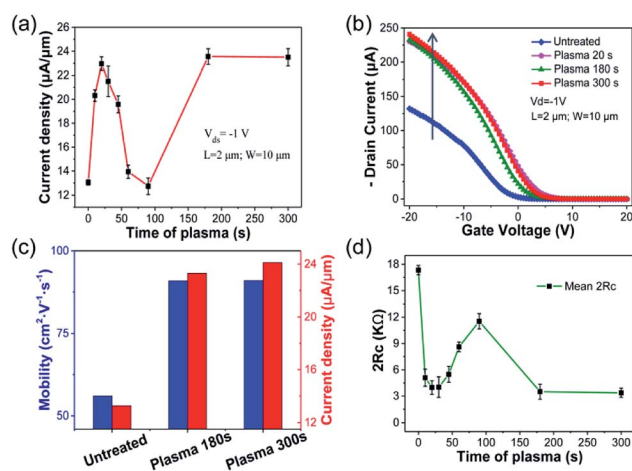 (a)
26
24
22
20
18
16
14
12
Current density (μA/μm)
V_ds= -1 V
L=2 μm; W=10 μm
0 50 100 150 200 250 300
Time of plasma (s)
(b)
250
200
150
100
50
0
- Drain Current (μA)
Untreated
Plasma 20 s
Plasma 180 s
Plasma 300 s
Vd=-1V
L=2 μm; W=10 μm
-20 -10 0 10 20
Gate Voltage (V)
(c)
100
75
50
Mobility (cm²·V⁻¹·s⁻¹)
24
22
20
18
16
14
12
Current density (μA/μm)
Untreated Plasma 180s Plasma 300s
(d)
18
15
12
9
6
3
0
2Rc (KΩ)
Mean 2Rc
0 50 100 150 200 250 300
Time of plasma (s)